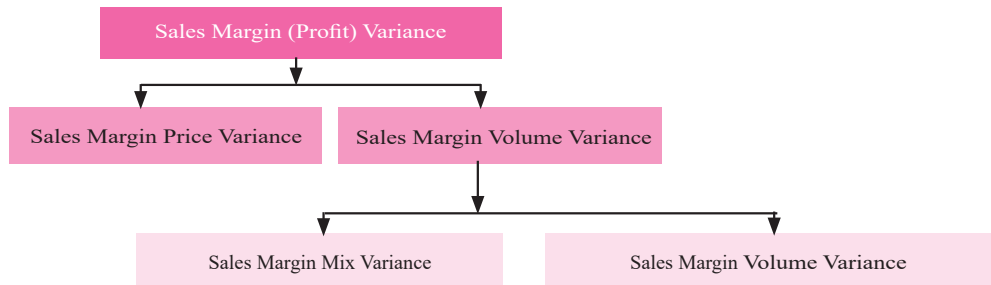 Sales Margin (Profit) Variance
Sales Margin Price Variance
Sales Margin Volume Variance
Sales Margin Mix Variance
Sales Margin Volume Variance